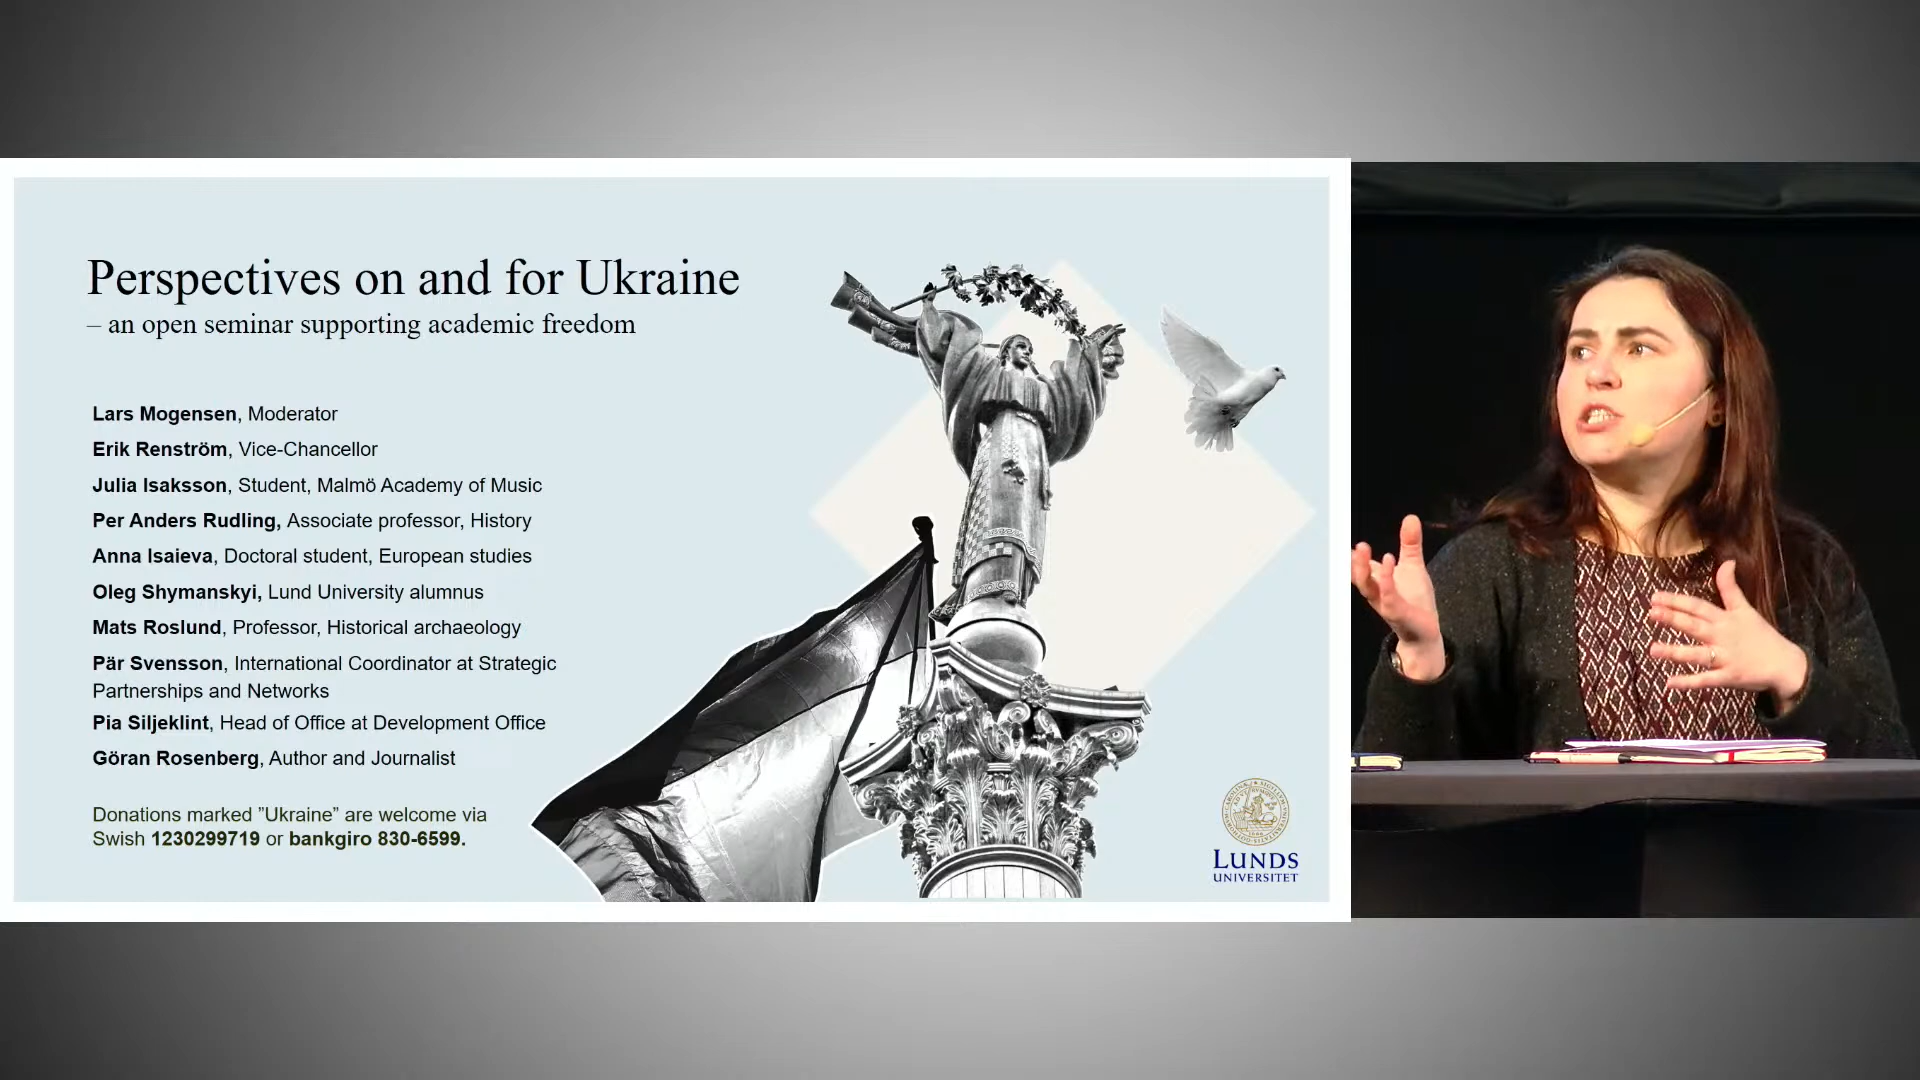 Perspectives on and for Ukraine
– an open seminar supporting academic freedom
Lars Mogensen, Moderator
Erik Renström, Vice-Chancellor
Julia Isaksson, Student, Malmö Academy of Music
Per Anders Rudling, Associate professor, History
Anna Isaieva, Doctoral student, European studies
Oleg Shymanskyi, Lund University alumnus
Mats Roslund, Professor, Historical archaeology
Pär Svensson, International Coordinator at Strategic
Partnerships and Networks
Pia Siljeklint, Head of Office at Development Office
Göran Rosenberg, Author and Journalist
Donations marked ”Ukraine” are welcome via
Swish 1230299719 or bankgiro 830-6599.
LUNDS
UNIVERSITET